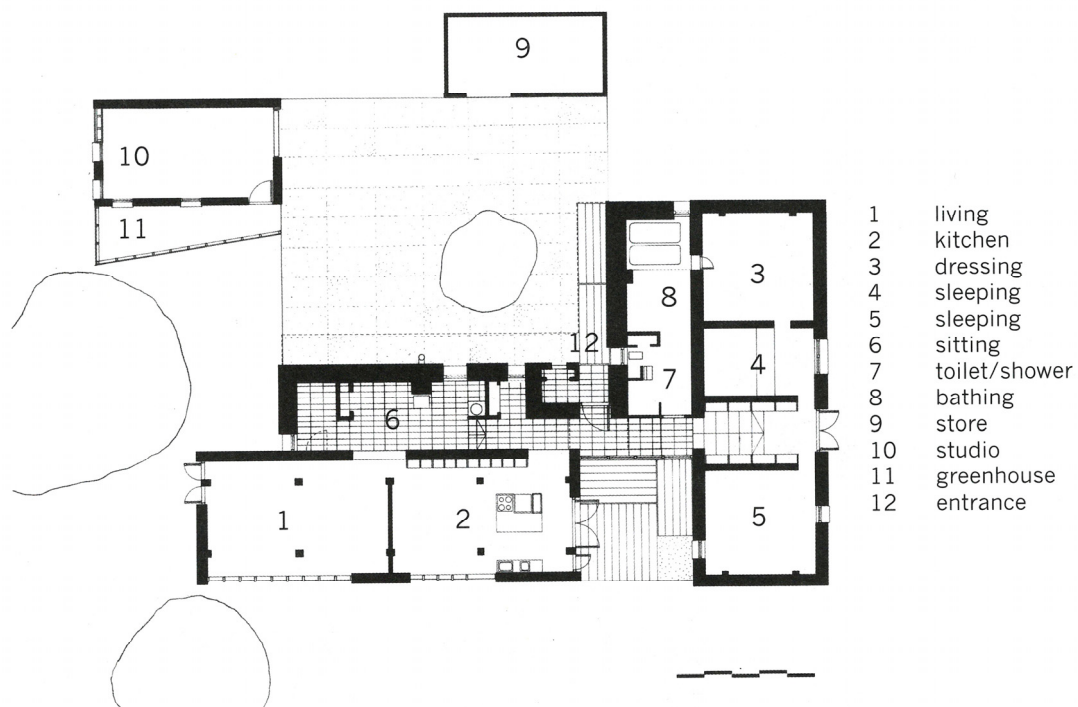 9
10
11
3
8
12
4
7
6
1
2
5
1 living
2 kitchen
3 dressing
4 sleeping
5 sleeping
6 sitting
7 toilet/shower
8 bathing
9 store
10 studio
11 greenhouse
12 entrance